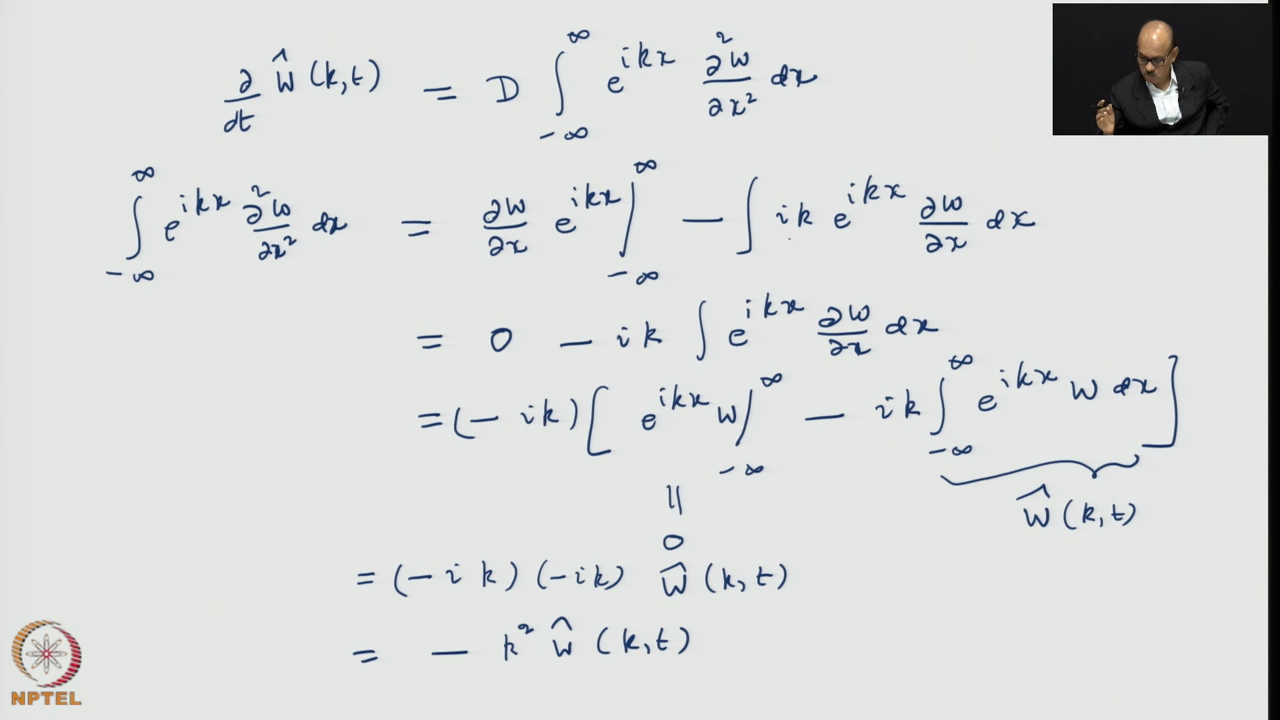 ∂/∂t ŵ(k,t) = D ∫_{-∞}^{∞} e^{ikx} ∂²w/∂x² dx
∫_{-∞}^{∞} e^{ikx} ∂²w/∂x² dx = ∂w/∂x e^{ikx} |_{-∞}^{∞} − ∫ ik e^{ikx} ∂w/∂x dx
= 0 − ik ∫ e^{ikx} ∂w/∂x dx
= (−ik) [ e^{ikx} w |_{-∞}^{∞} − ik ∫_{-∞}^{∞} e^{ikx} w dx ]
|| ŵ(k,t)
0
= (−ik) (−ik) ŵ(k,t)
= − k² ŵ(k,t)
NPTEL